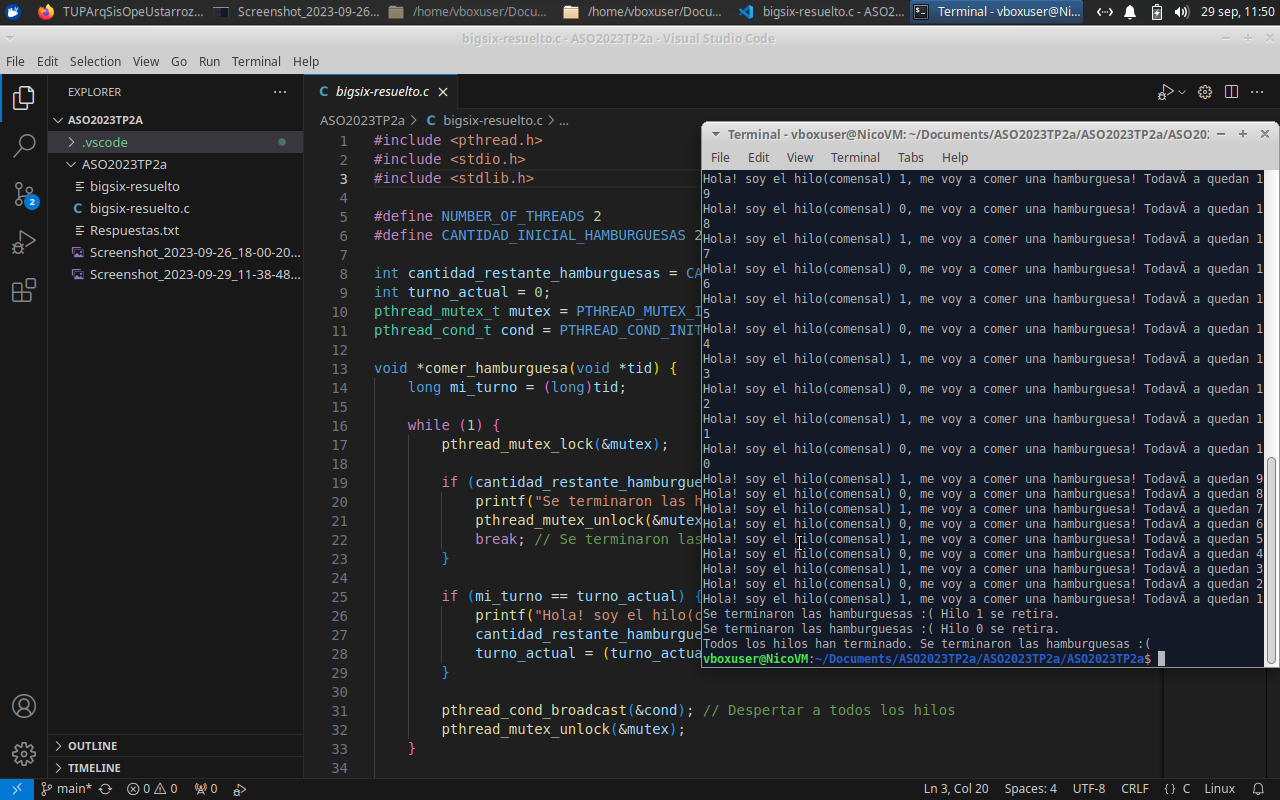 TUPArqSisOpeUstarroz...
Screenshot_2023-09-26...
/home/vboxuser/Docu...
/home/vboxuser/Docu...
bigsix-resuelto.c - ASO2...
Terminal - vboxuser@Ni...
29 sep, 11:50
bigsix-resuelto.c - ASO2023TP2a - Visual Studio Code
File Edit Selection View Go Run Terminal Help
EXPLORER
ASO2023TP2A
.vscode
ASO2023TP2a
bigsix-resuelto
C bigsix-resuelto.c
Respuestas.txt
Screenshot_2023-09-26_18-00-20...
Screenshot_2023-09-29_11-38-48...
2
OUTLINE
TIMELINE
C bigsix-resuelto.c
ASO2023TP2a > C bigsix-resuelto.c > ...
1 #include <pthread.h>
2 #include <stdio.h>
3 #include <stdlib.h>
4
5 #define NUMBER_OF_THREADS 2
6 #define CANTIDAD_INICIAL_HAMBURGUESAS 2
7
8 int cantidad_restante_hamburguesas = CA
9 int turno_actual = 0;
10 pthread_mutex_t mutex = PTHREAD_MUTEX_I
11 pthread_cond_t cond = PTHREAD_COND_INIT
12
13 void *comer_hamburguesa(void *tid) {
14 long mi_turno = (long)tid;
15
16 while (1) {
17 pthread_mutex_lock(&mutex);
18
19 if (cantidad_restante_hamburgue
20 printf("Se terminaron las h
21 pthread_mutex_unlock(&mutex
22 break; // Se terminaron las
23 }
24
25 if (mi_turno == turno_actual) {
26 printf("Hola! soy el hilo(c
27 cantidad_restante_hamburgue
28 turno_actual = (turno_actua
29 }
30
31 pthread_cond_broadcast(&cond); // Despertar a todos los hilos
32 pthread_mutex_unlock(&mutex);
33 }
34
Terminal - vboxuser@NicoVM: ~/Documents/ASO2023TP2a/ASO2023TP2a/ASO202
File Edit View Terminal Tabs Help
Hola! soy el hilo(comensal) 1, me voy a comer una hamburguesa! TodavÃ a quedan 1
9
Hola! soy el hilo(comensal) 0, me voy a comer una hamburguesa! TodavÃ a quedan 1
8
Hola! soy el hilo(comensal) 1, me voy a comer una hamburguesa! TodavÃ a quedan 1
7
Hola! soy el hilo(comensal) 0, me voy a comer una hamburguesa! TodavÃ a quedan 1
6
Hola! soy el hilo(comensal) 1, me voy a comer una hamburguesa! TodavÃ a quedan 1
5
Hola! soy el hilo(comensal) 0, me voy a comer una hamburguesa! TodavÃ a quedan 1
4
Hola! soy el hilo(comensal) 1, me voy a comer una hamburguesa! TodavÃ a quedan 1
3
Hola! soy el hilo(comensal) 0, me voy a comer una hamburguesa! TodavÃ a quedan 1
2
Hola! soy el hilo(comensal) 1, me voy a comer una hamburguesa! TodavÃ a quedan 1
1
Hola! soy el hilo(comensal) 0, me voy a comer una hamburguesa! TodavÃ a quedan 1
0
Hola! soy el hilo(comensal) 1, me voy a comer una hamburguesa! TodavÃ a quedan 9
Hola! soy el hilo(comensal) 0, me voy a comer una hamburguesa! TodavÃ a quedan 8
Hola! soy el hilo(comensal) 1, me voy a comer una hamburguesa! TodavÃ a quedan 7
Hola! soy el hilo(comensal) 0, me voy a comer una hamburguesa! TodavÃ a quedan 6
Hola! soy el hilo(comensal) 1, me voy a comer una hamburguesa! TodavÃ a quedan 5
Hola! soy el hilo(comensal) 0, me voy a comer una hamburguesa! TodavÃ a quedan 4
Hola! soy el hilo(comensal) 1, me voy a comer una hamburguesa! TodavÃ a quedan 3
Hola! soy el hilo(comensal) 0, me voy a comer una hamburguesa! TodavÃ a quedan 2
Hola! soy el hilo(comensal) 1, me voy a comer una hamburguesa! TodavÃ a quedan 1
Se terminaron las hamburguesas :( Hilo 1 se retira.
Se terminaron las hamburguesas :( Hilo 0 se retira.
Todos los hilos han terminado. Se terminaron las hamburguesas :(
vboxuser@NicoVM:~/Documents/ASO2023TP2a/ASO2023TP2a/ASO2023TP2a$
main* 0 0 0 Ln 3, Col 20 Spaces: 4 UTF-8 CRLF {} C Linux